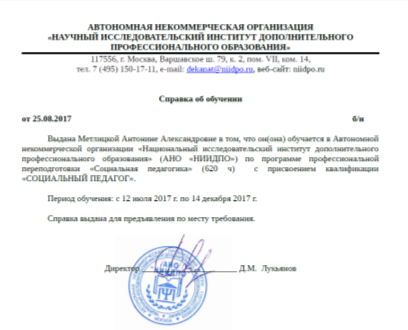 АВТОНОМНАЯ НЕКОММЕРЧЕСКАЯ ОРГАНИЗАЦИЯ
«НАУЧНЫЙ ИССЛЕДОВАТЕЛЬСКИЙ ИНСТИТУТ ДОПОЛНИТЕЛЬНОГО
ПРОФЕССИОНАЛЬНОГО ОБРАЗОВАНИЯ»
117556, г. Москва, Варшавское ш. 79, к. 2, пом. VII, ком. 14,
тел. 7 (495) 150-17-11, e-mail: dekanat@niidpo.ru, веб-сайт: niidpo.ru
Справка об обучении
от 25.08.2017 б/н
Выдана Метлицкой Антонине Александровне в том, что он(она) обучается в Автономной
некоммерческой организации «Национальный исследовательский институт дополнительного
профессионального образования» (АНО «НИИДПО») по программе профессиональной
переподготовки «Социальная педагогика» (620 ч) с присвоением квалификации
«СОЦИАЛЬНЫЙ ПЕДАГОГ».
Период обучения: с 12 июля 2017 г. по 14 декабря 2017 г.
Справка выдана для предъявления по месту требования.
Директор Д.М. Лукьянов
АНО
НИИДПО